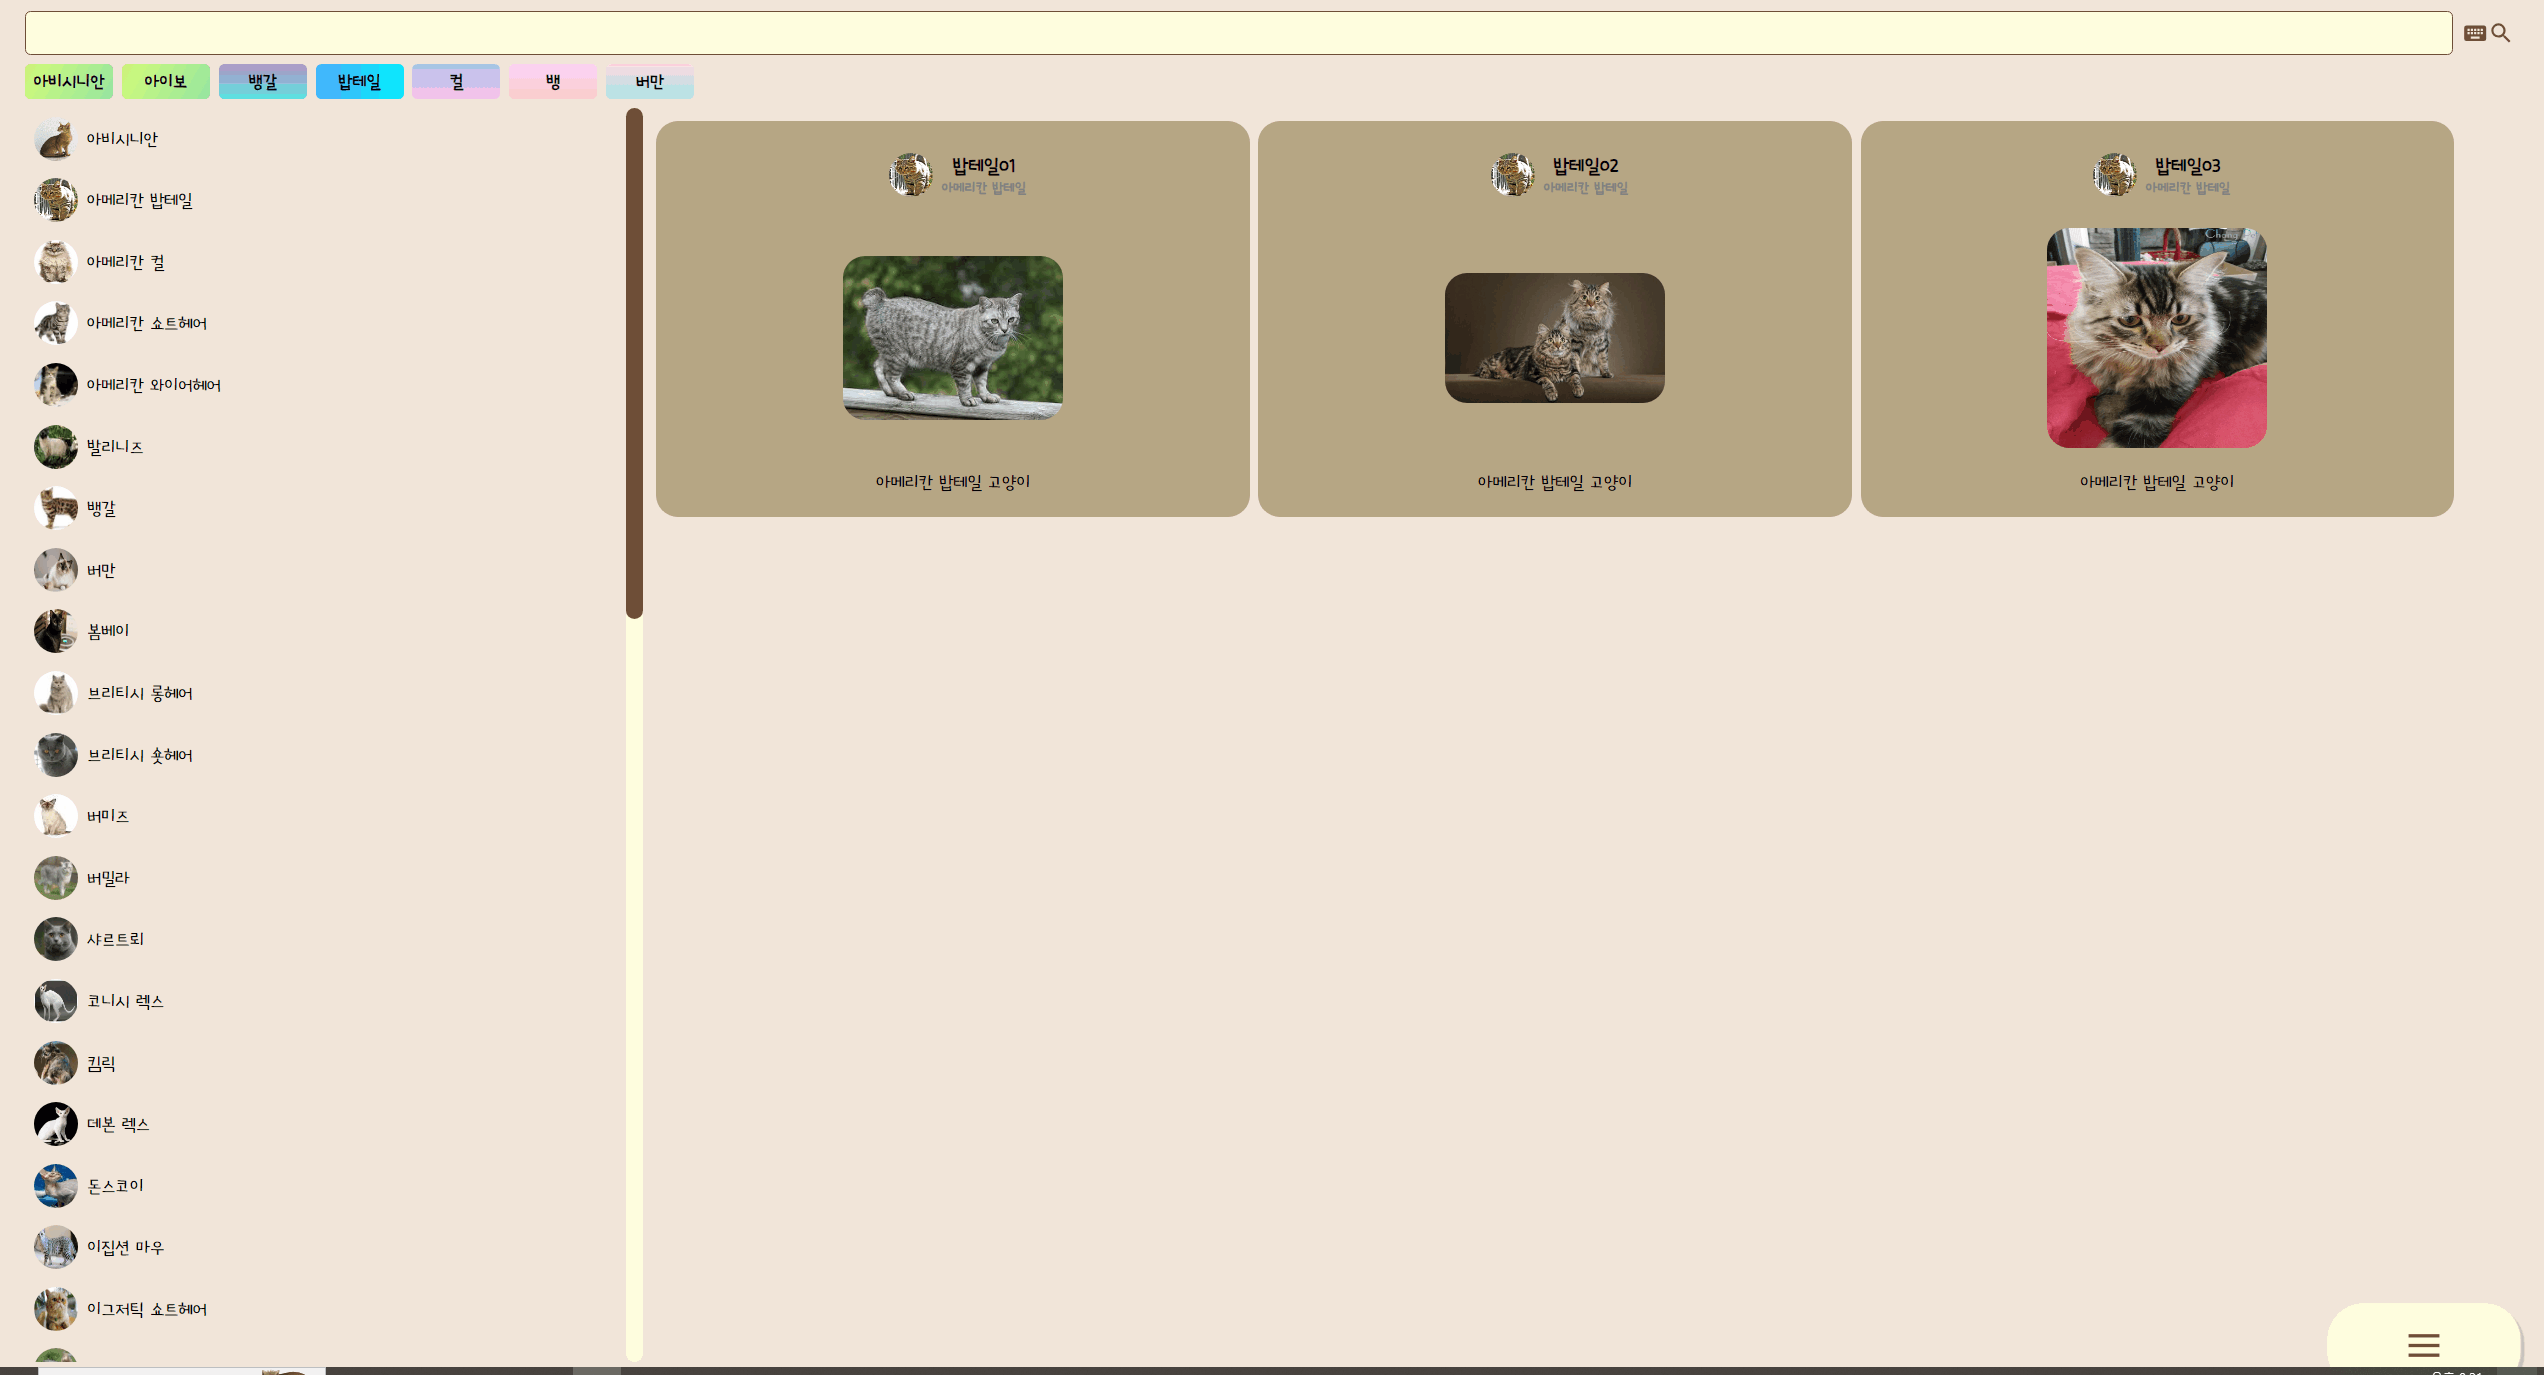 아비시니안 아이보 뱅갈 밥테일 컬 뱅 버만
아비시니안
아메리칸 밥테일
아메리칸 컬
아메리칸 쇼트헤어
아메리칸 와이어헤어
발리니즈
뱅갈
버만
봄베이
브리티시 롱헤어
브리티시 숏헤어
버미즈
버밀라
샤르트뢰
코니시 렉스
킴릭
데본 렉스
돈스코이
이집션 마우
이그저틱 쇼트헤어
밥테일01
아메리칸 밥테일
아메리칸 밥테일 고양이
밥테일02
아메리칸 밥테일
아메리칸 밥테일 고양이
밥테일03
아메리칸 밥테일
아메리칸 밥테일 고양이